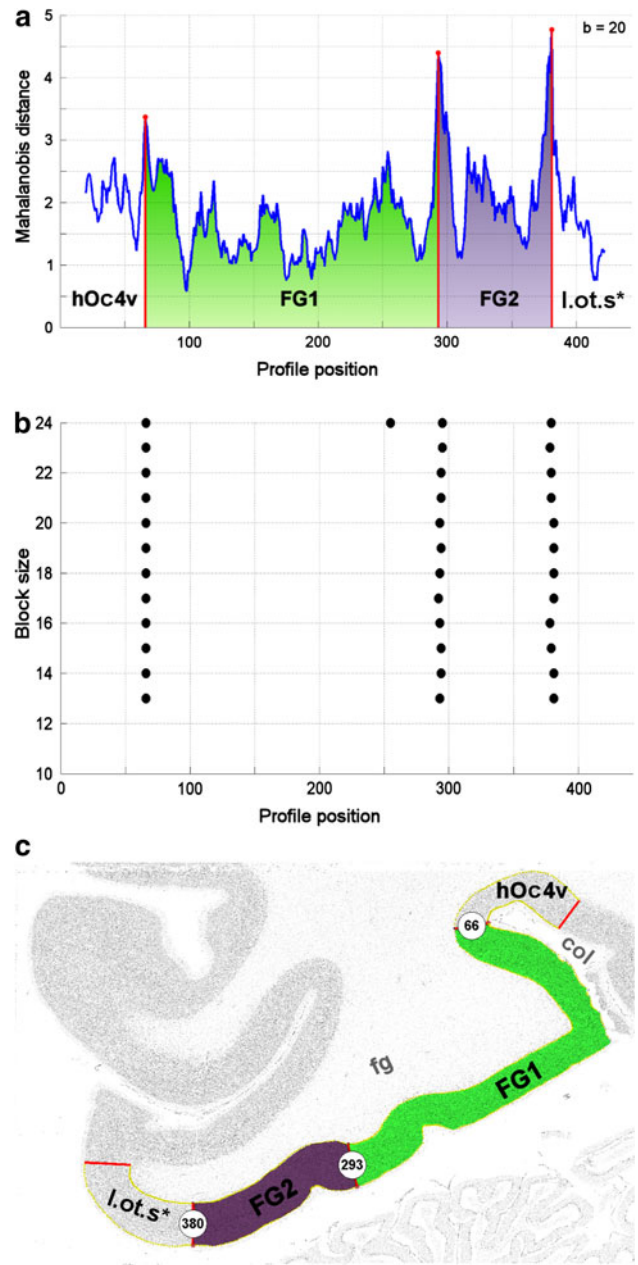 a
5
b = 20
4
3
2
1
0
Mahalanobis distance
hOc4v
FG1
FG2
l.ot.s*
100
200
300
400
Profile position
b
24
22
20
18
16
14
12
10
Block size
0
100
200
300
400
Profile position
c
hOc4v
66
col
fg
FG1
293
FG2
l.ot.s*
380